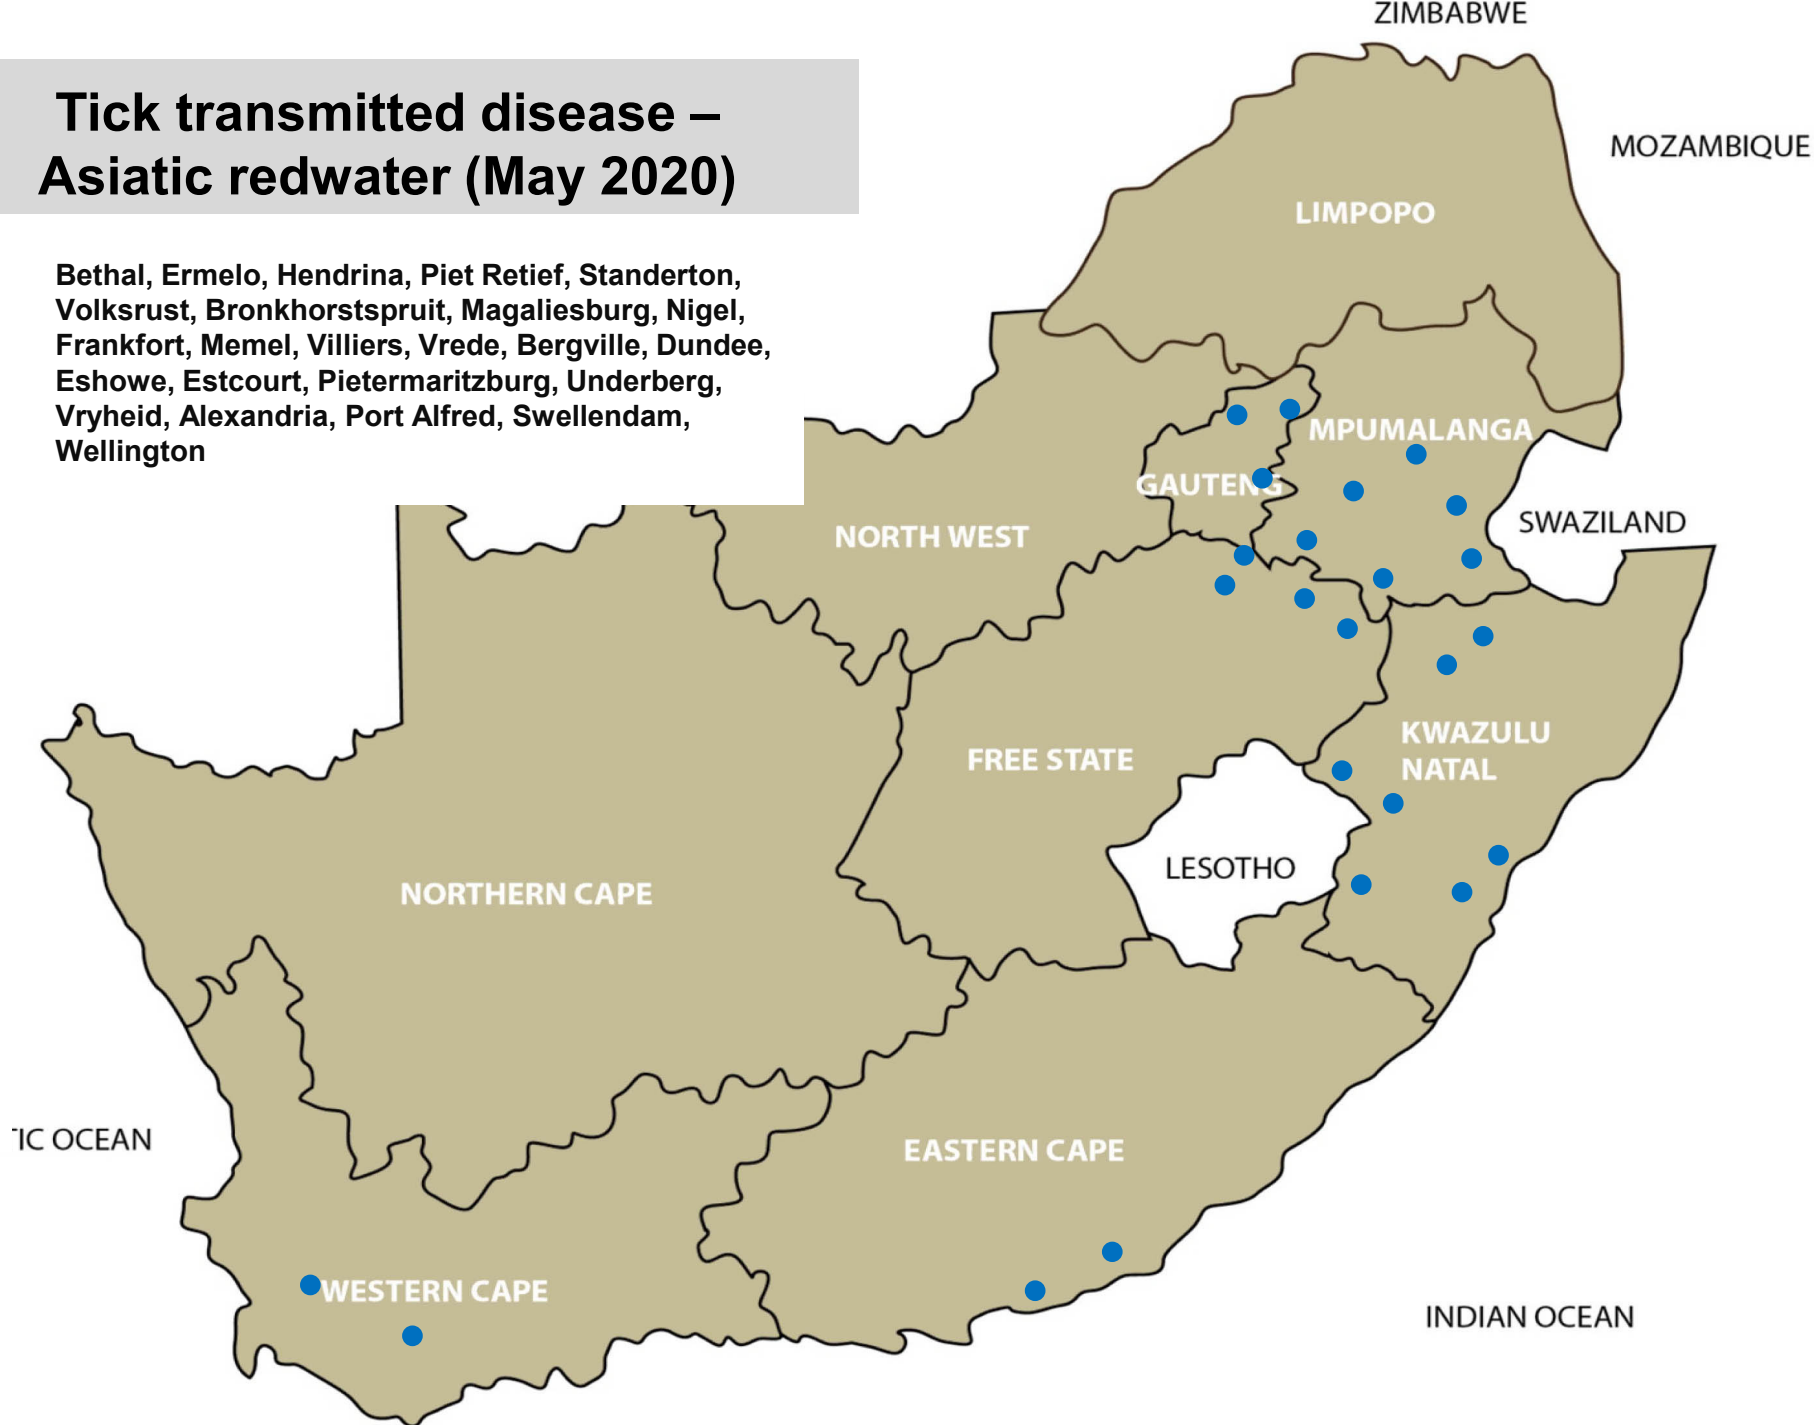 ZIMBABWE
Tick transmitted disease –
Asiatic redwater (May 2020)
MOZAMBIQUE
LIMPOPO
Bethal, Ermelo, Hendrina, Piet Retief, Standerton,
Volksrust, Bronkhorstspruit, Magaliesburg, Nigel,
Frankfort, Memel, Villiers, Vrede, Bergville, Dundee,
Eshowe, Estcourt, Pietermaritzburg, Underberg,
Vryheid, Alexandria, Port Alfred, Swellendam,
Wellington
MPUMALANGA
GAUTENG
SWAZILAND
NORTH WEST
KWAZULU
NATAL
FREE STATE
LESOTHO
NORTHERN CAPE
TIC OCEAN
EASTERN CAPE
WESTERN CAPE
INDIAN OCEAN